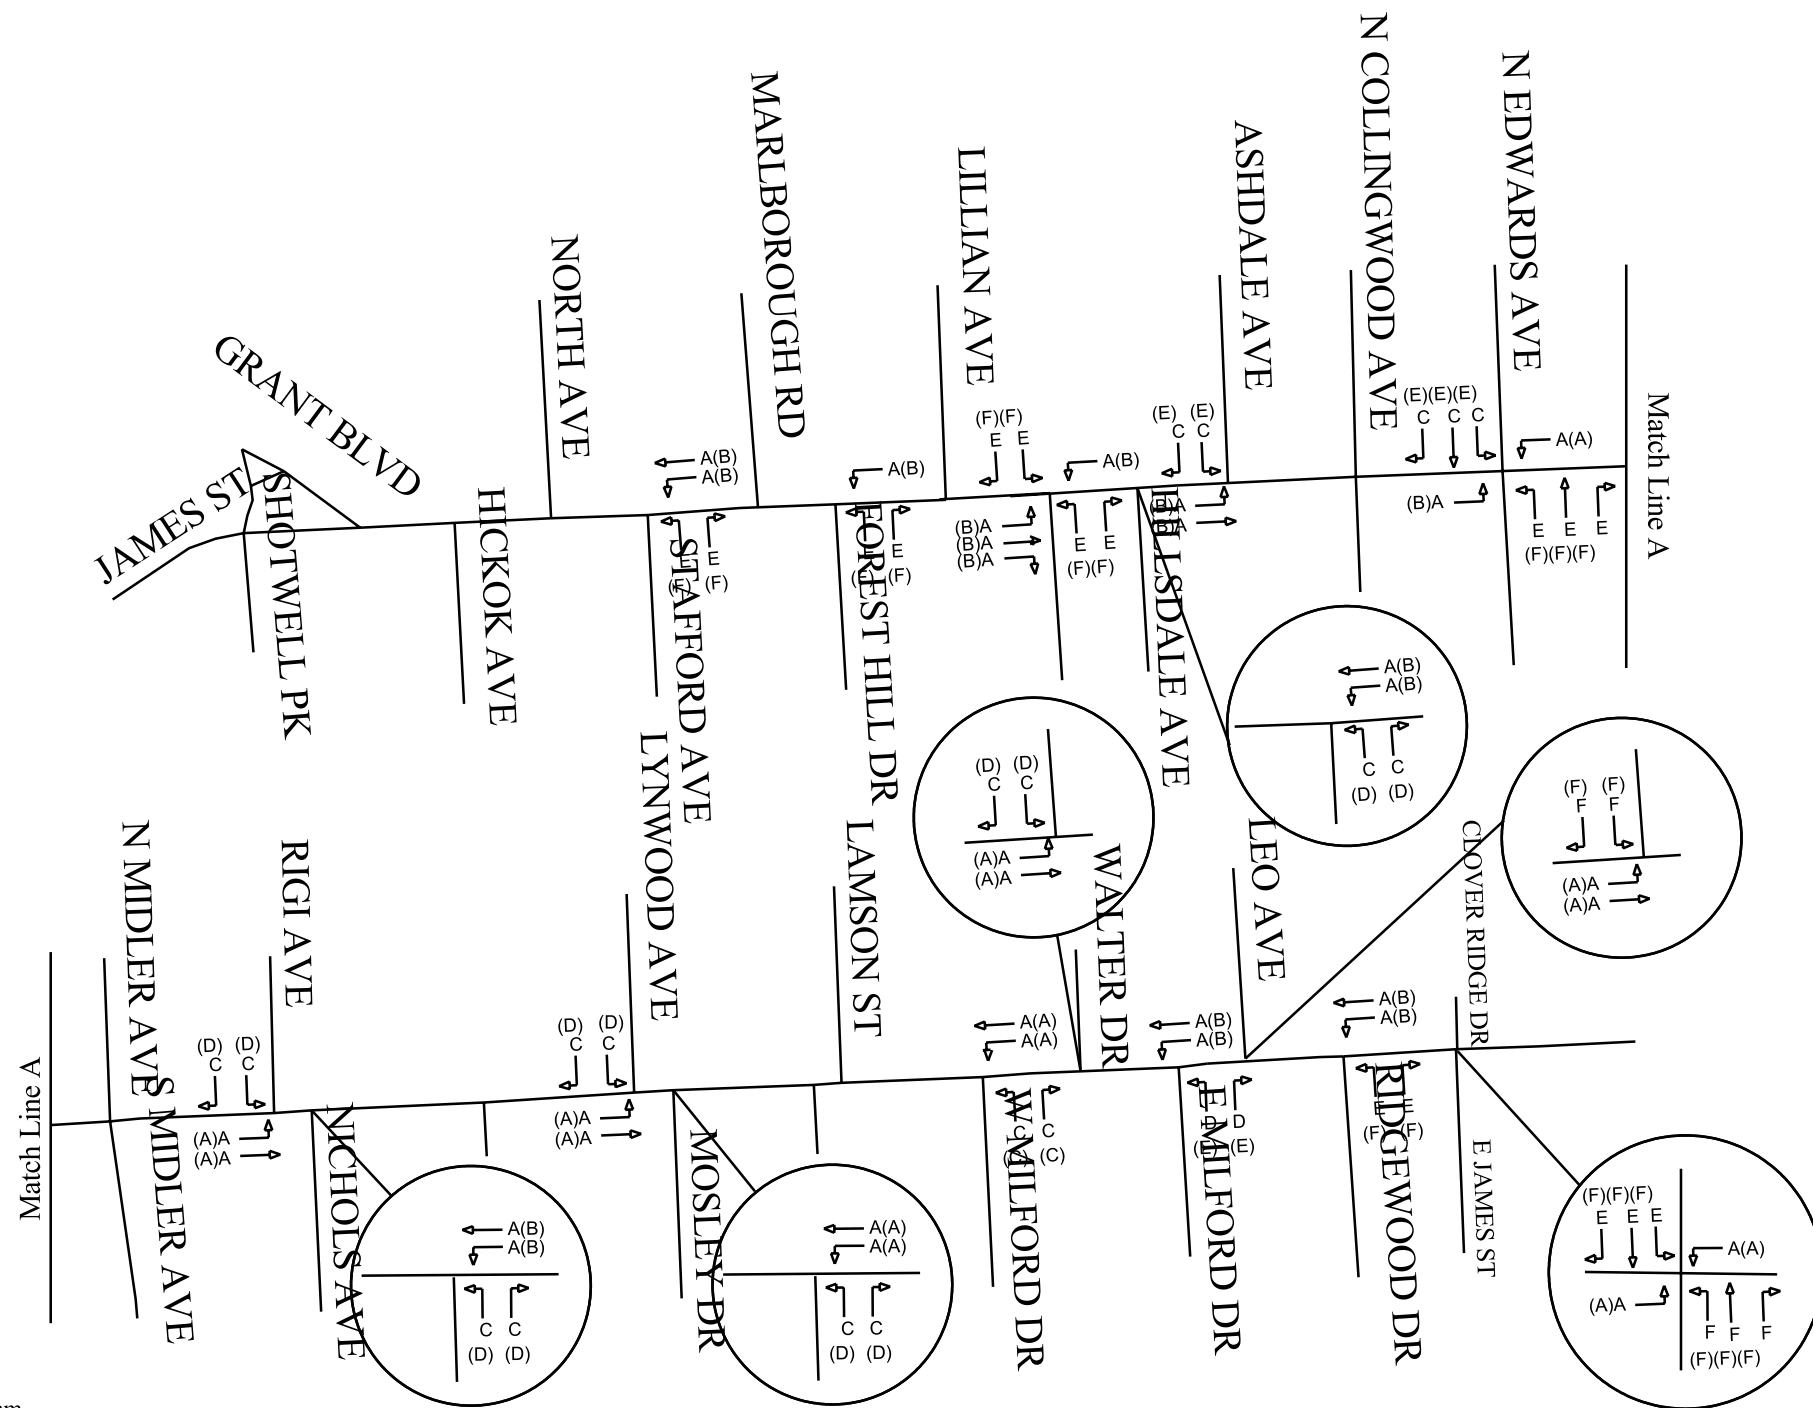 N COLLINGWOOD AVE
N EDWARDS AVE
MARLBOROUGH RD
ASHDALE AVE
LILLIAN AVE
NORTH AVE
GRANT BLVD
JAMES ST
SHOTWELL PK
HICKOK AVE
STAFFORD AVE
FOREST HILL DR
HILLSDALE AVE
Match Line A
A(B)
A(B)
E
(F)
A(B)
E
(F)
(F)(F)
E E
A(B)
(B)A
(B)A
(B)A
E E
(F)(F)
(E) (E)
C C
(E)(E)(E)
C C C
A(A)
(B)A
E E E
(F)(F)(F)
A(B)
A(B)
C C
(D) (D)
(D) (D)
C C
(A)A
(A)A
(F) (F)
F F
(A)A
(A)A
N MIDLER AVE
RIGI AVE
LYNWOOD AVE
LAMSON ST
WALTER DR
LEO AVE
CLOVER RIDGE DR
Match Line A
S MIDLER AVE
NICHOLS AVE
MOSLEY DR
W MILFORD DR
E MILFORD DR
RIDGEWOOD DR
E JAMES ST
(D) (D)
C C
(A)A
(A)A
(D) (D)
C C
(A)A
(A)A
A(A)
A(A)
C
(C)
A(B)
A(B)
D
(E)
A(B)
A(B)
E
(F) (F)
A(B)
A(B)
C C
(D) (D)
A(A)
A(A)
C C
(D) (D)
(F)(F)(F)
E E E
A(A)
(A)A
F F F
(F)(F)(F)